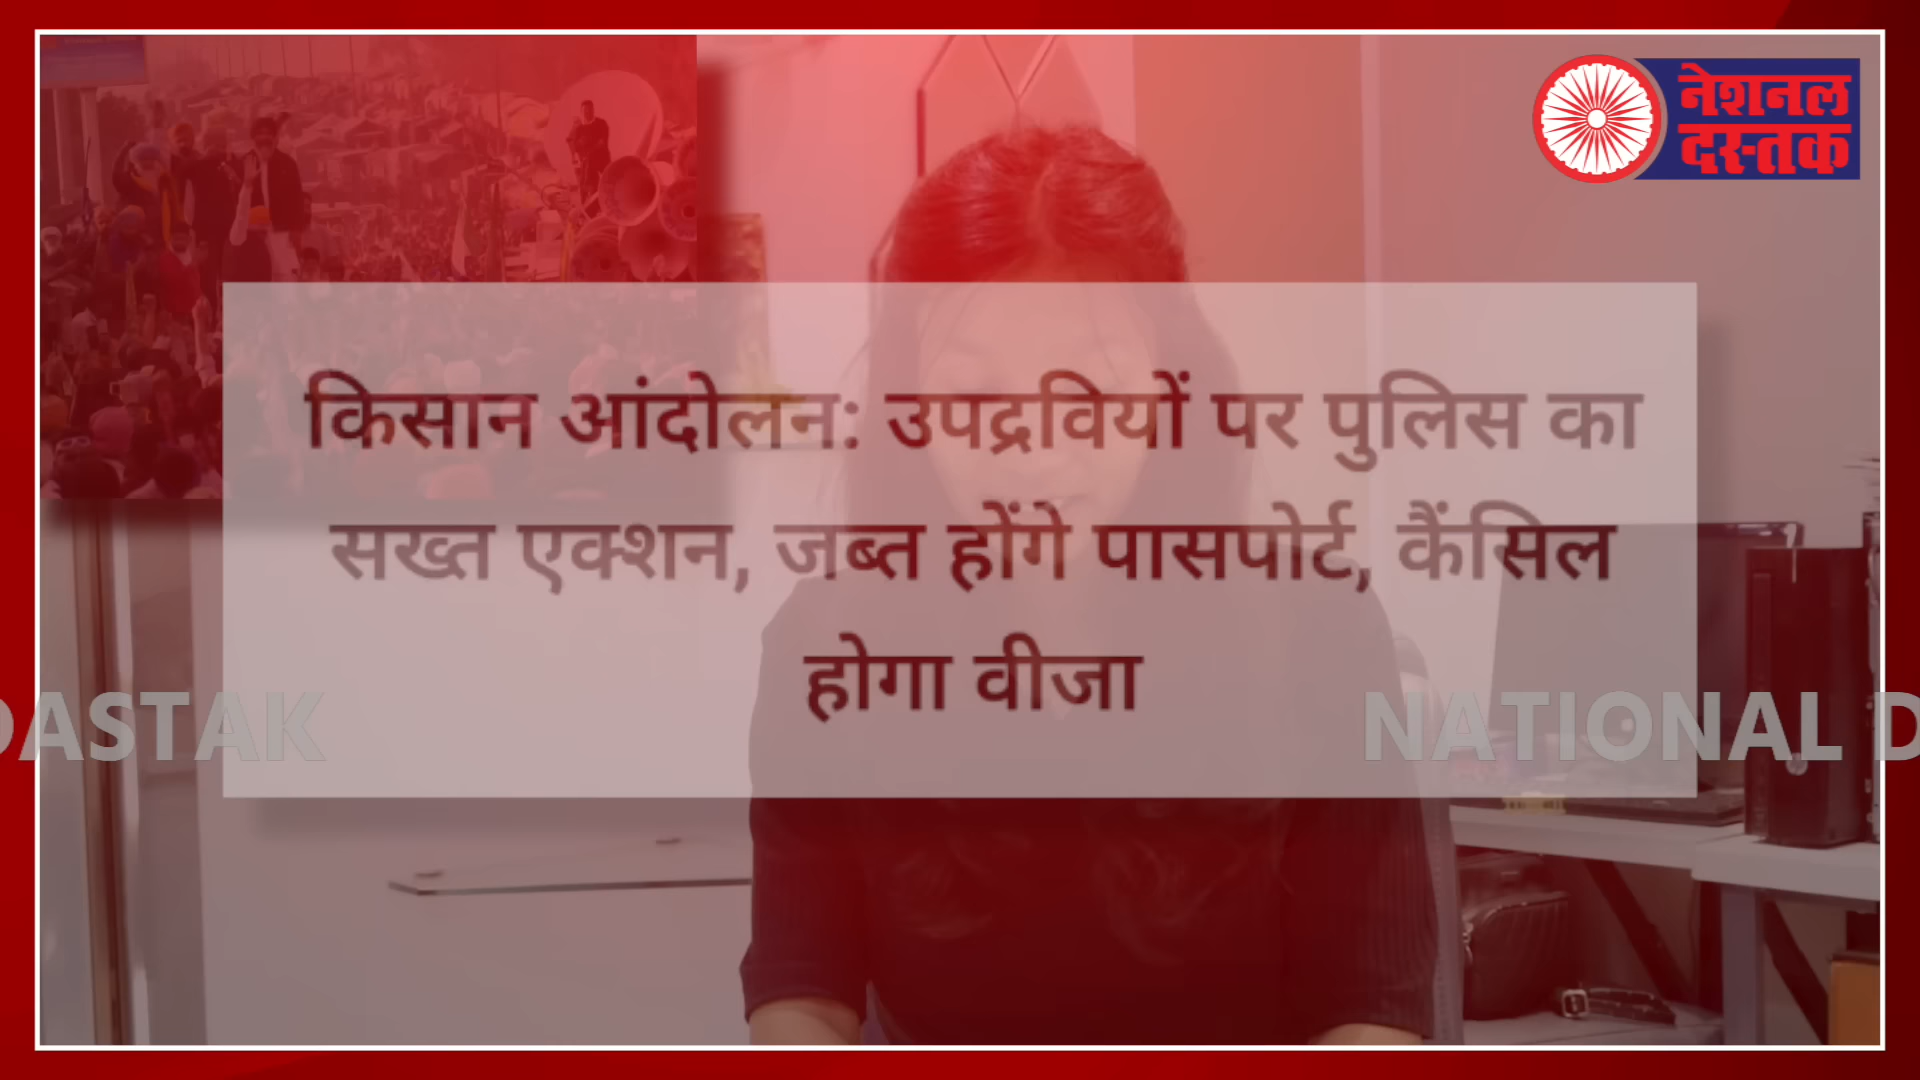 नेशनल
दस्तक
किसान आंदोलन: उपद्रवियों पर पुलिस का
सख्त एक्शन, जब्त होंगे पासपोर्ट, कैंसिल
होगा वीजा
DASTAK
NATIONAL D